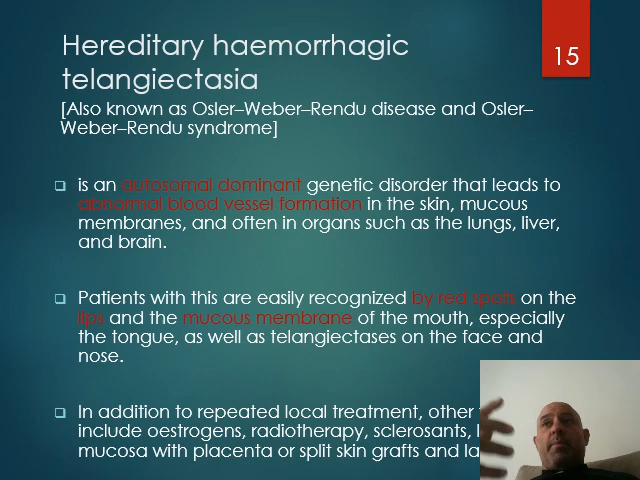 Hereditary haemorrhagic
telangiectasia
15
[Also known as Osler–Weber–Rendu disease and Osler–
Weber–Rendu syndrome]
is an autosomal dominant genetic disorder that leads to
abnormal blood vessel formation in the skin, mucous
membranes, and often in organs such as the lungs, liver,
and brain.
Patients with this are easily recognized by red spots on the
lips and the mucous membrane of the mouth, especially
the tongue, as well as telangiectases on the face and
nose.
In addition to repeated local treatment, other
include oestrogens, radiotherapy, sclerosants,
mucosa with placenta or split skin grafts and